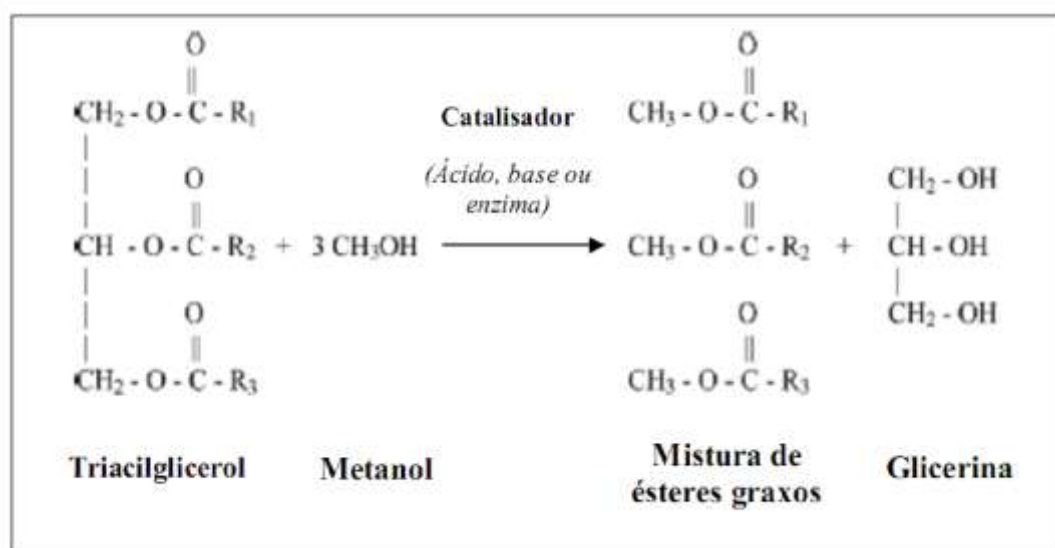 O O
|| ||
CH₂ - O - C - R₁ Catalisador CH₃ - O - C - R₁
| (Ácido, base ou
| O enzima) O CH₂ - OH
| || || |
CH - O - C - R₂ + 3 CH₃OH CH₃ - O - C - R₂ + CH - OH
| |
| O O CH₂ - OH
| || ||
CH₂ - O - C - R₃ CH₃ - O - C - R₃
Triacilglicerol Metanol Mistura de Glicerina
ésteres graxos